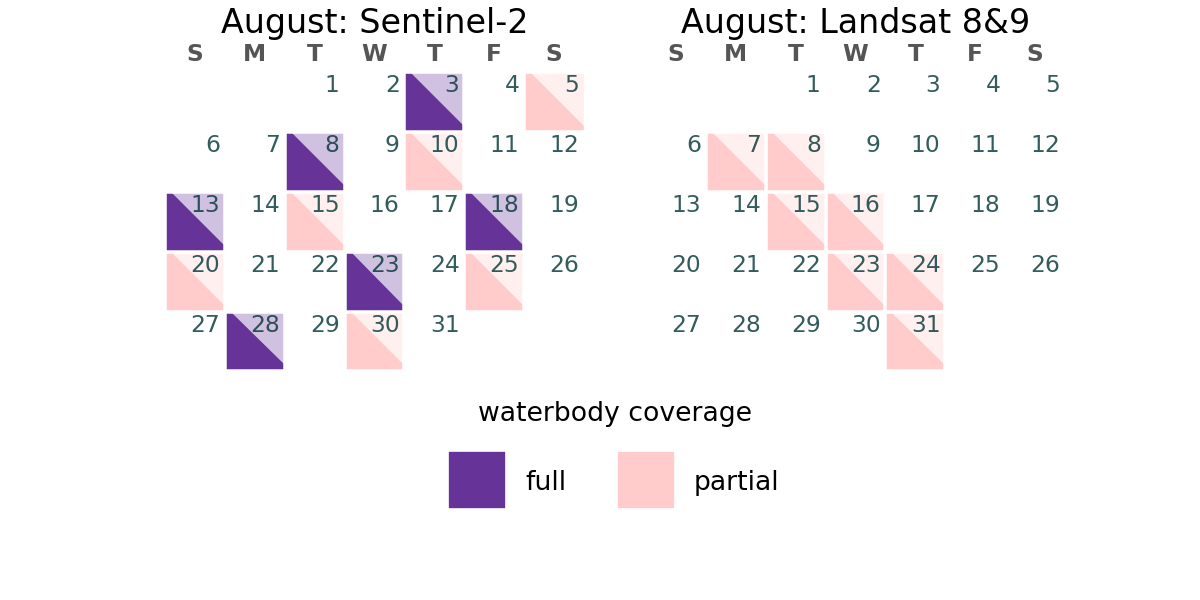 August: Sentinel-2
S M T W T F S
1 2 3 4 5
6 7 8 9 10 11 12
13 14 15 16 17 18 19
20 21 22 23 24 25 26
27 28 29 30 31
August: Landsat 8&9
S M T W T F S
1 2 3 4 5
6 7 8 9 10 11 12
13 14 15 16 17 18 19
20 21 22 23 24 25 26
27 28 29 30 31
waterbody coverage
full
partial